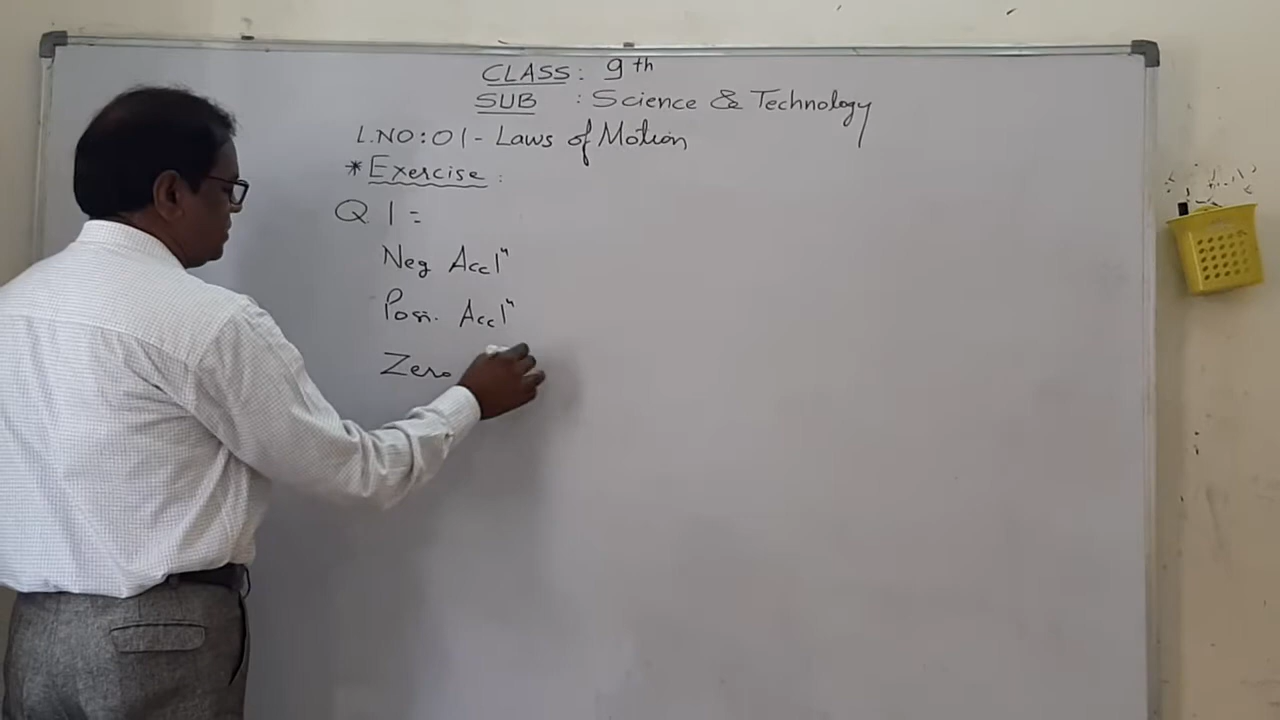 CLASS : 9th
SUB : Science & Technology
L.NO:01- Laws of Motion
*Exercise :
Q 1 =
Neg Accln
Posi. Accln
Zero